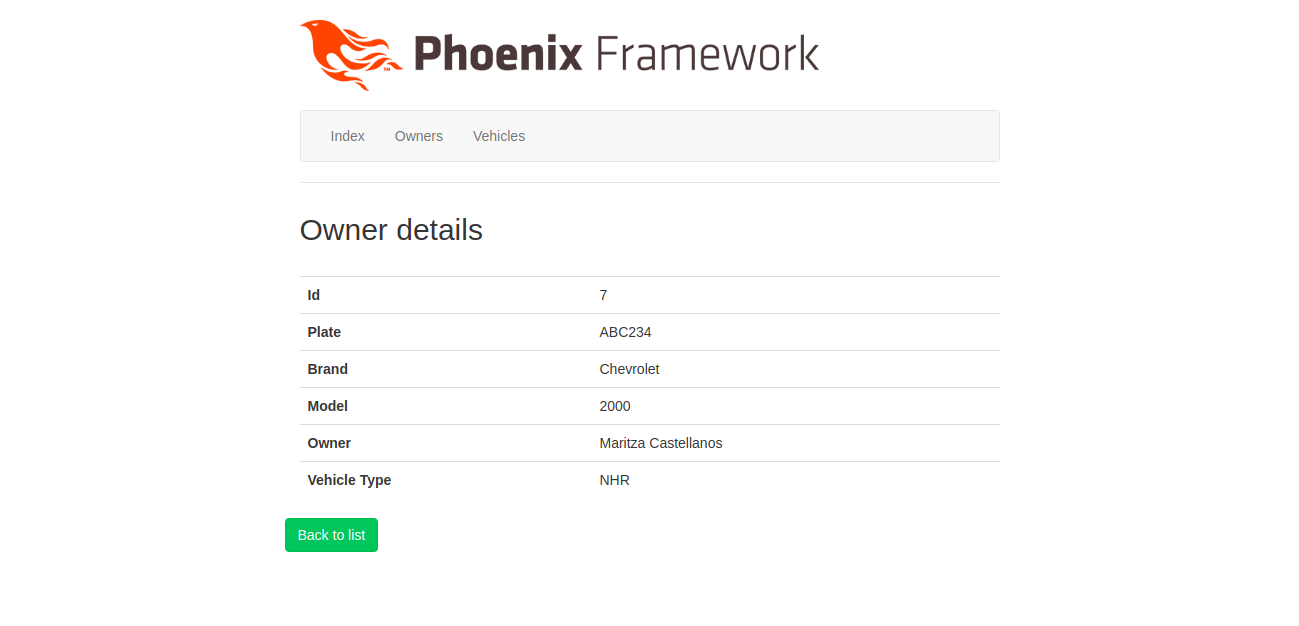 Phoenix Framework
Index Owners Vehicles
Owner details
Id 7
Plate ABC234
Brand Chevrolet
Model 2000
Owner Maritza Castellanos
Vehicle Type NHR
Back to list